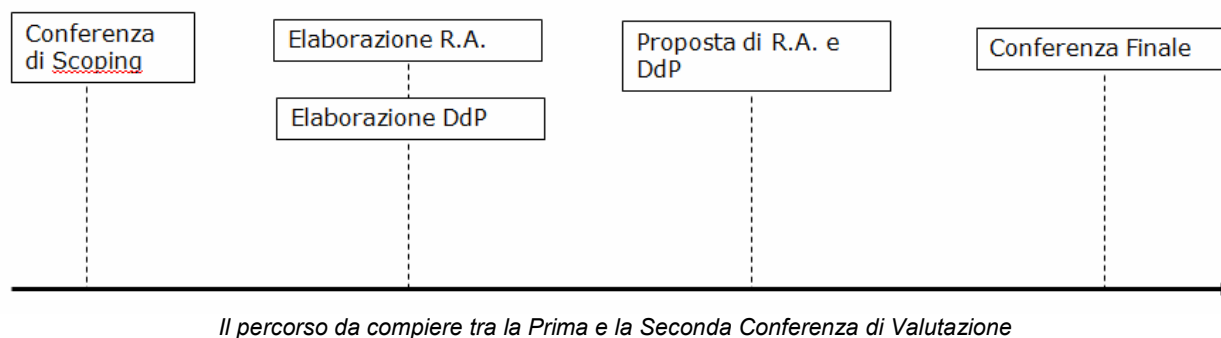 Conferenza
di Scoping
Elaborazione R.A.
Elaborazione DdP
Proposta di R.A. e
DdP
Conferenza Finale
Il percorso da compiere tra la Prima e la Seconda Conferenza di Valutazione